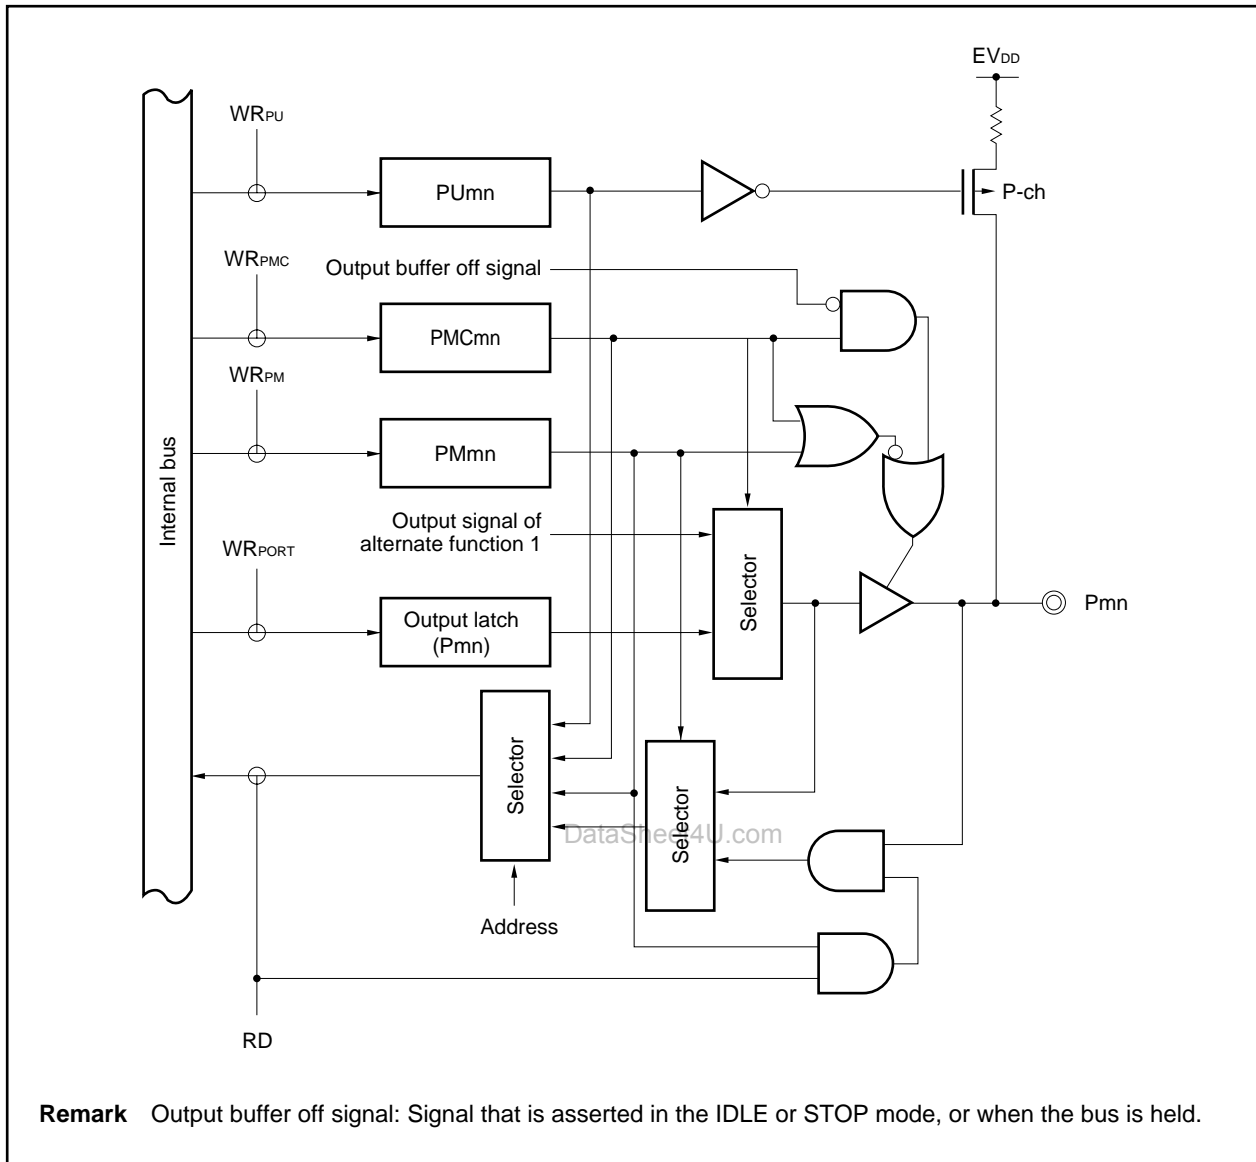 EVDD
WRPU
PUmn
P-ch
Output buffer off signal
WRPMC
PMCmn
WRPM
PMmn
Internal bus
Output signal of
alternate function 1
WRPORT
Selector
Output latch
(Pmn)
Pmn
Selector
Selector
DataSheet4U.com
Address
RD
Remark Output buffer off signal: Signal that is asserted in the IDLE or STOP mode, or when the bus is held.